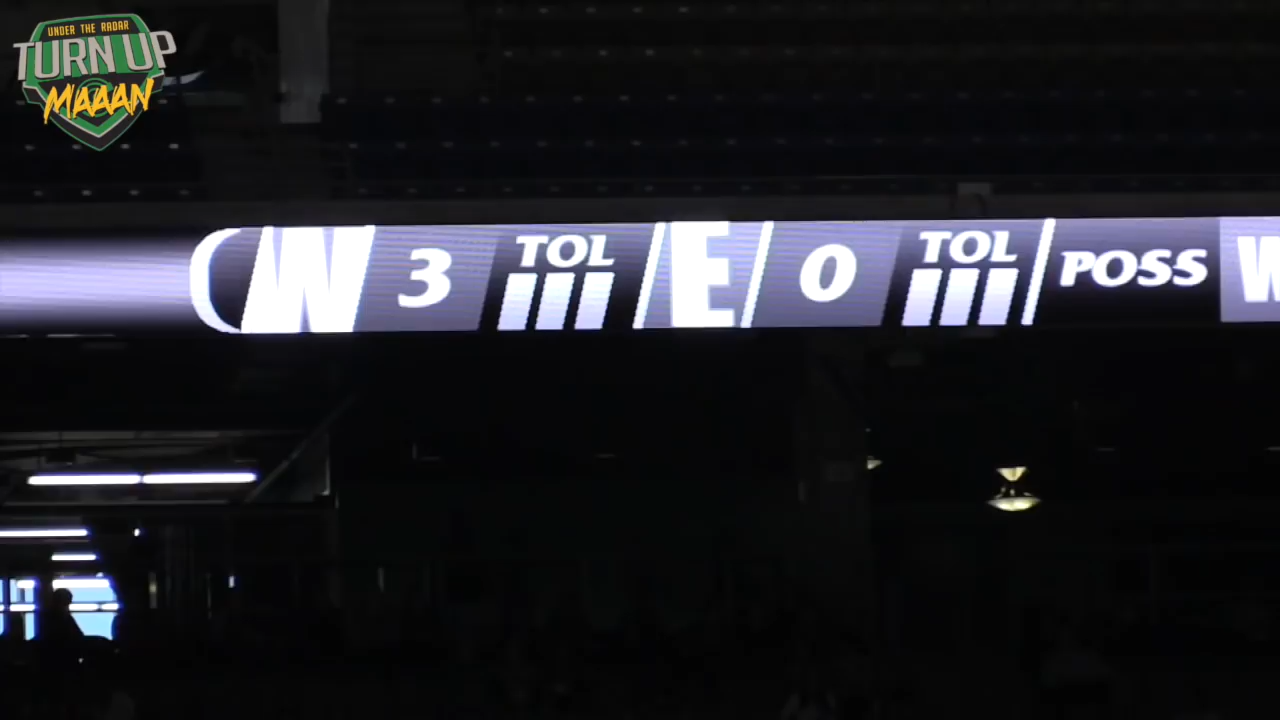 UNDER THE RADAR
TURN UP
MAAAN
W 3 TOL E 0 TOL POSS W